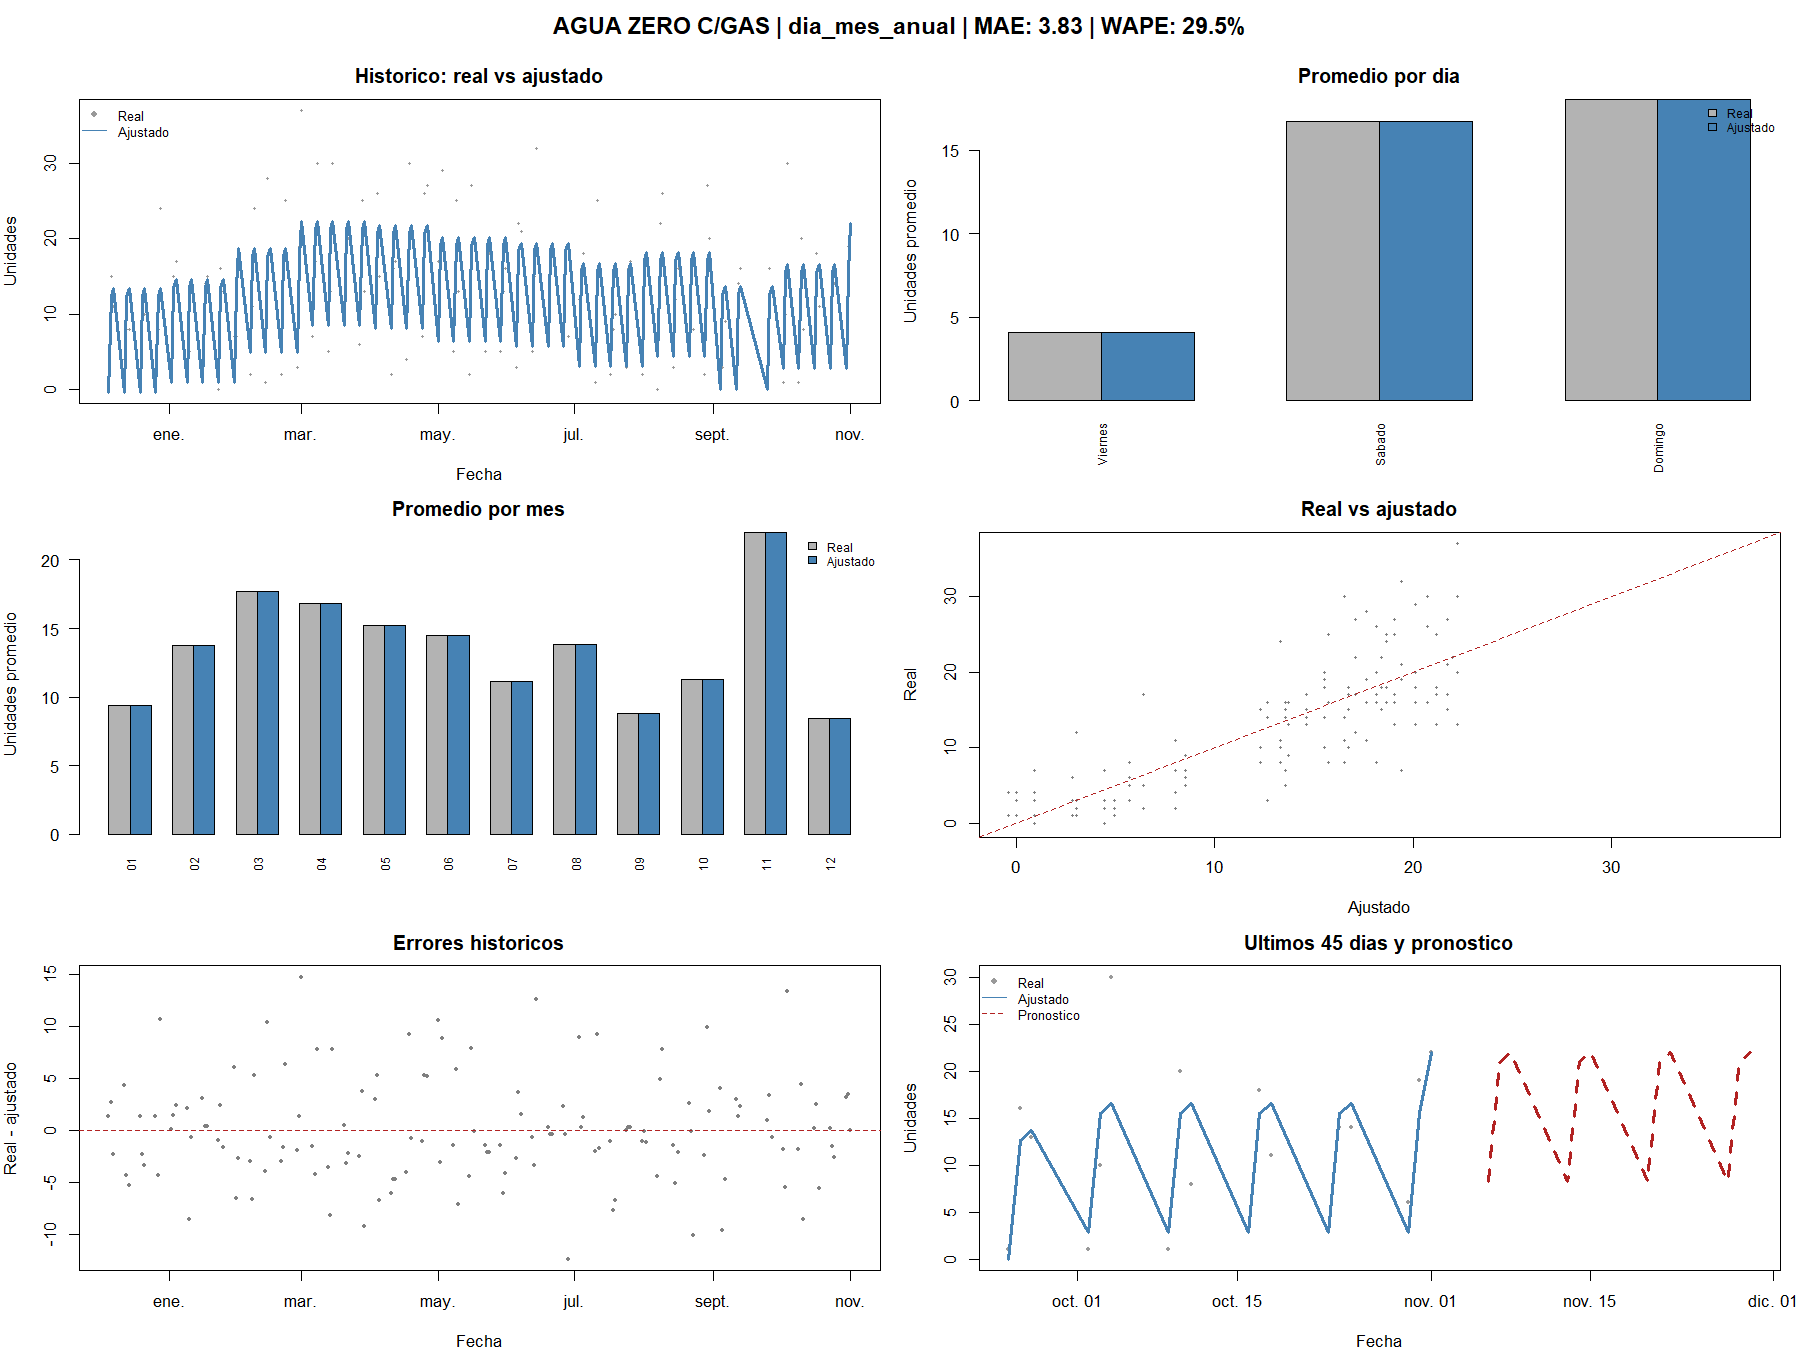 AGUA ZERO C/GAS | dia_mes_anual | MAE: 3.83 | WAPE: 29.5%
Historico: real vs ajustado
Real
Ajustado
Unidades
0 10 20 30
ene. mar. may. jul. sept. nov.
Fecha
Promedio por dia
Real
Ajustado
Unidades promedio
0 5 10 15
Viernes Sabado Domingo
Promedio por mes
Real
Ajustado
Unidades promedio
0 5 10 15 20
01 02 03 04 05 06 07 08 09 10 11 12
Real vs ajustado
Real
0 10 20 30
0 10 20 30
Ajustado
Errores historicos
Real - ajustado
-10 -5 0 5 10 15
ene. mar. may. jul. sept. nov.
Fecha
Ultimos 45 dias y pronostico
Real
Ajustado
Pronostico
Unidades
0 5 10 15 20 25 30
oct. 01 oct. 15 nov. 01 nov. 15 dic. 01
Fecha